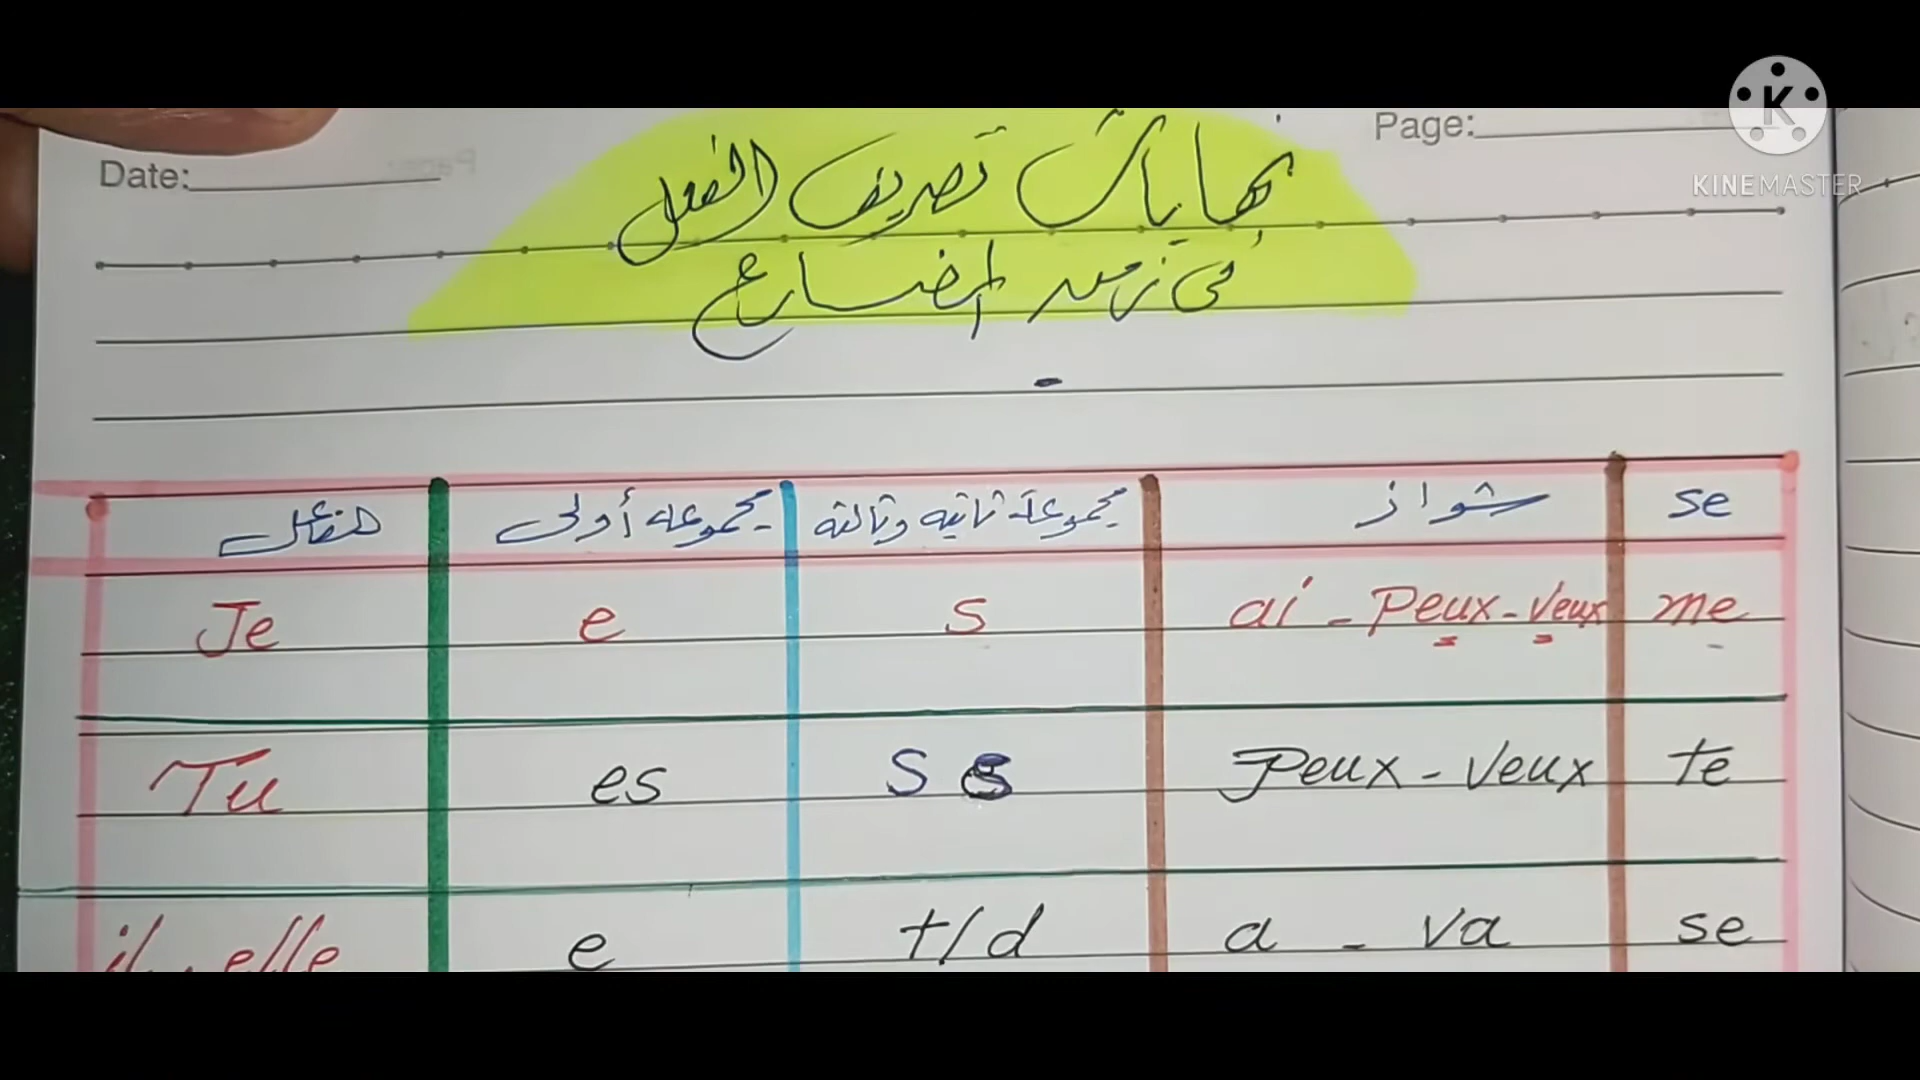 Page:
Date:
KINEMASTER
نهايات تصريف الفعل
في زمن المضارع
الفاعل مجموعة أولى مجموعة ثانية وثالثة شواذ se
Je e s ai - Peux - Veux me
Tu es s s Peux - Veux te
il, elle e t/d a - va se